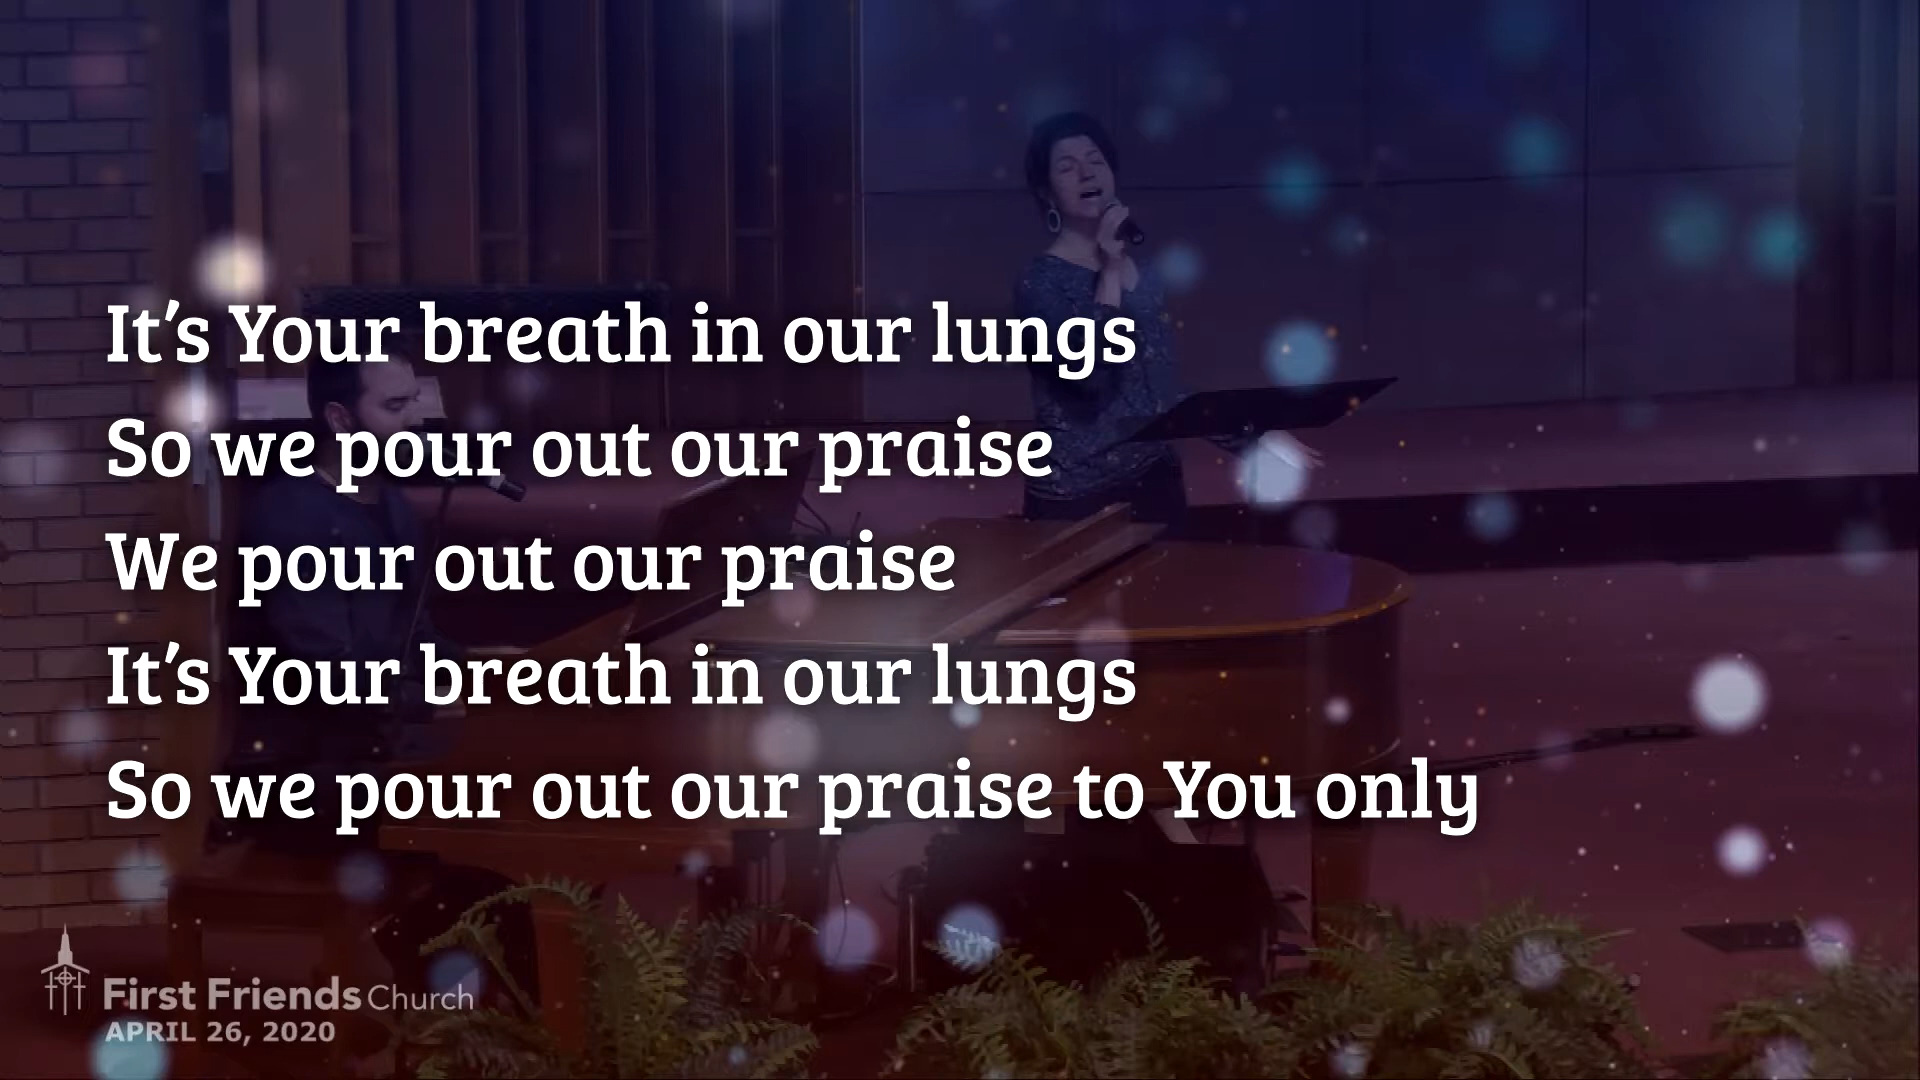 It’s Your breath in our lungs
So we pour out our praise
We pour out our praise
It’s Your breath in our lungs
So we pour out our praise to You only
First Friends Church
APRIL 26, 2020